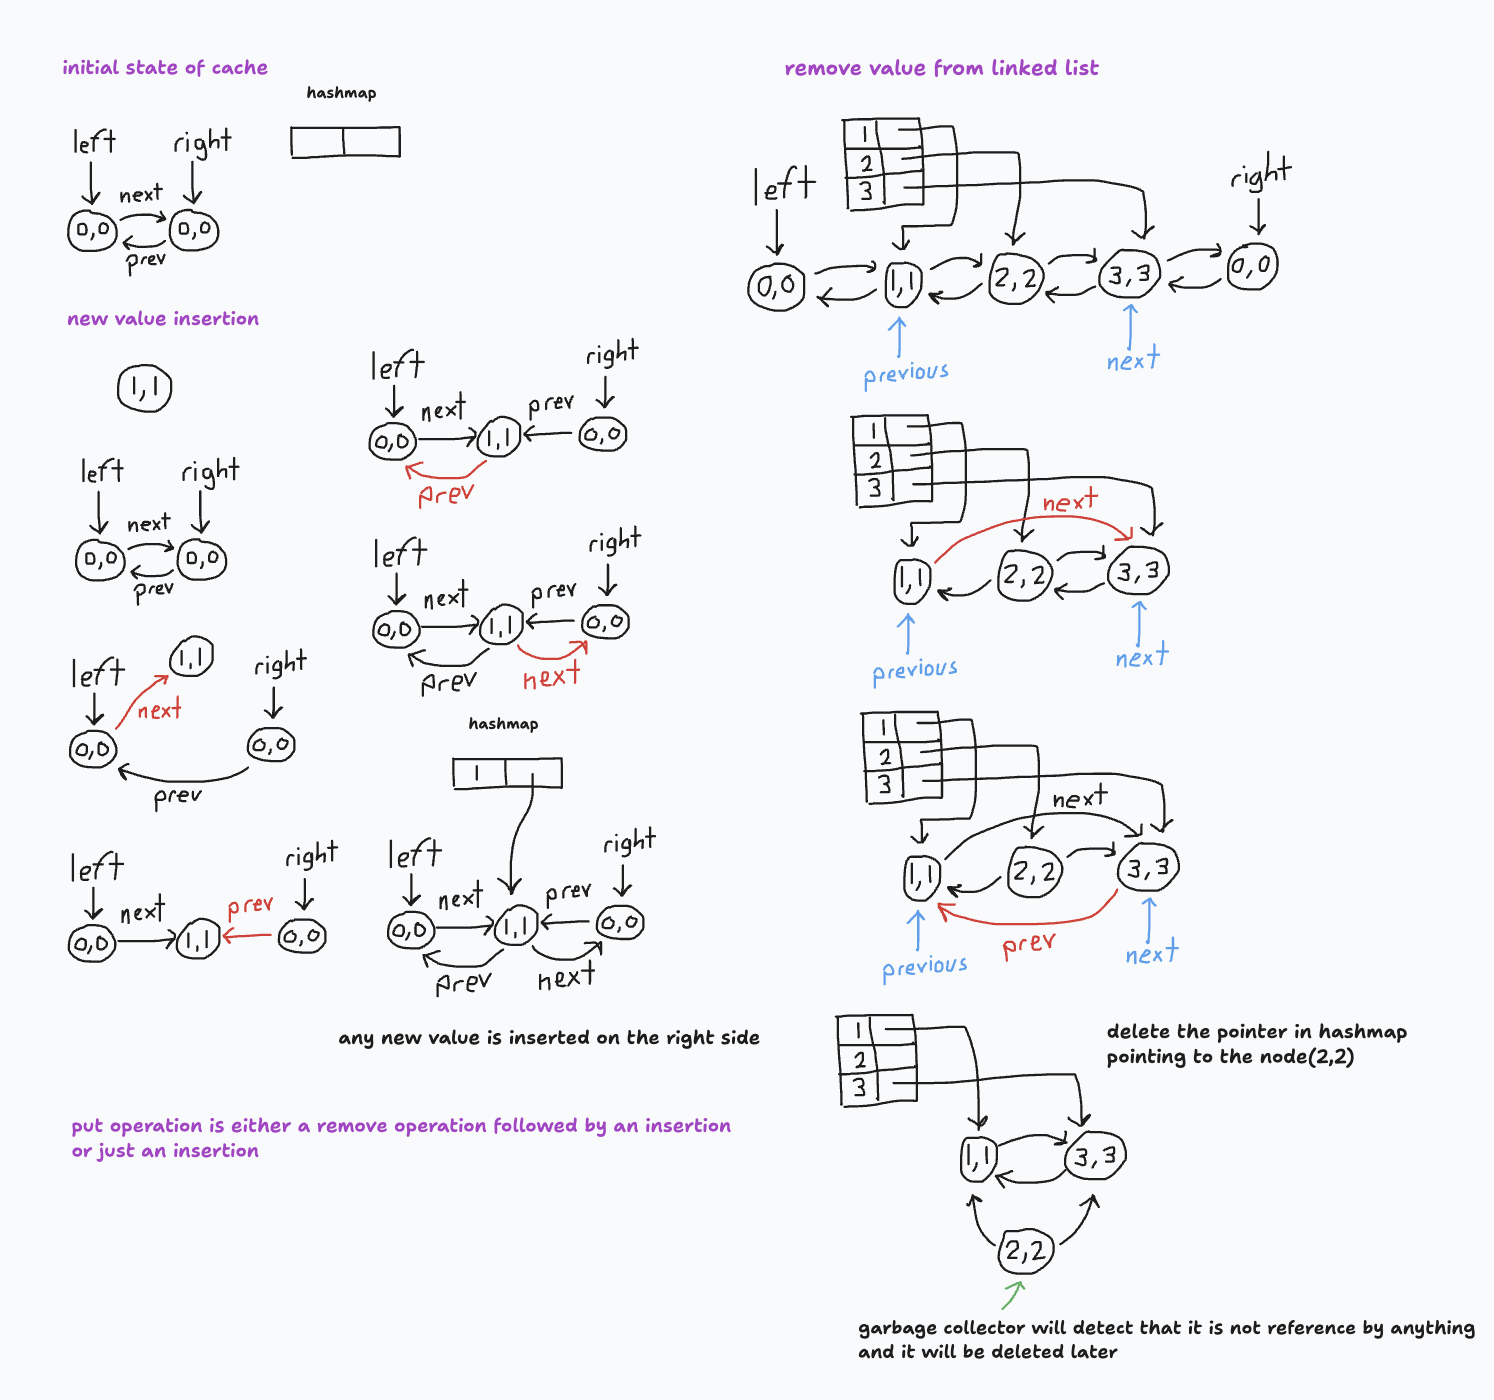 initial state of cache
hashmap
left
right
next
0,0
0,0
prev
new value insertion
1,1
left
right
next
0,0
0,0
prev
left
1,1
right
next
0,0
0,0
prev
left
right
next
prev
0,0
1,1
0,0
left
right
next
prev
0,0
1,1
0,0
prev
left
right
next
prev
0,0
1,1
0,0
prev
next
hashmap
1
left
right
next
prev
0,0
1,1
0,0
prev
next
any new value is inserted on the right side
put operation is either a remove operation followed by an insertion
or just an insertion
remove value from linked list
1
2
3
left
right
0,0
1,1
2,2
3,3
0,0
previous
next
1
2
3
next
1,1
2,2
3,3
previous
next
1
2
3
next
1,1
2,2
3,3
prev
previous
next
1
2
3
delete the pointer in hashmap
pointing to the node(2,2)
1,1
3,3
2,2
garbage collector will detect that it is not reference by anything
and it will be deleted later